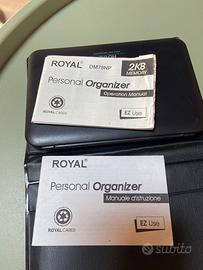 ROYAL® DM78NP
2KB
MEMORY
Personal Organizer
Operation Manual
ROYAL CARES
EZ Use
ROYAL®
Personal Organizer
Manuale d'istruzione
ROYAL CARES
EZ Use
subito